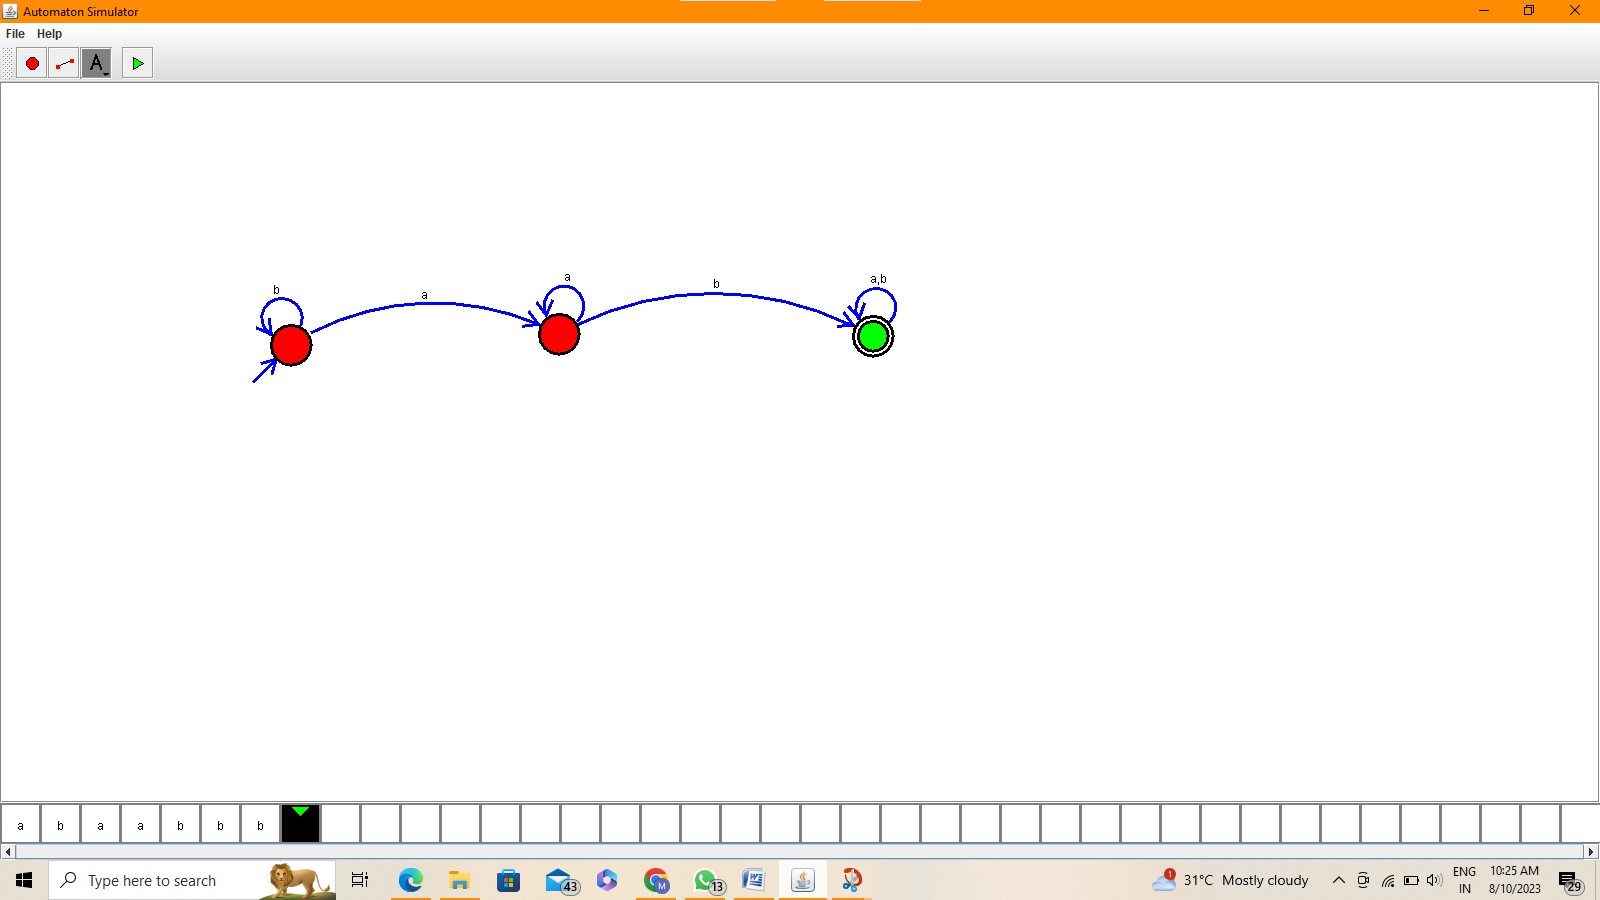 Automaton Simulator
File Help
A
b
a
a
b
a,b
a b a a b b b
Type here to search
43
M
13
W
1
31°C Mostly cloudy
ENG
IN
10:25 AM
8/10/2023
29